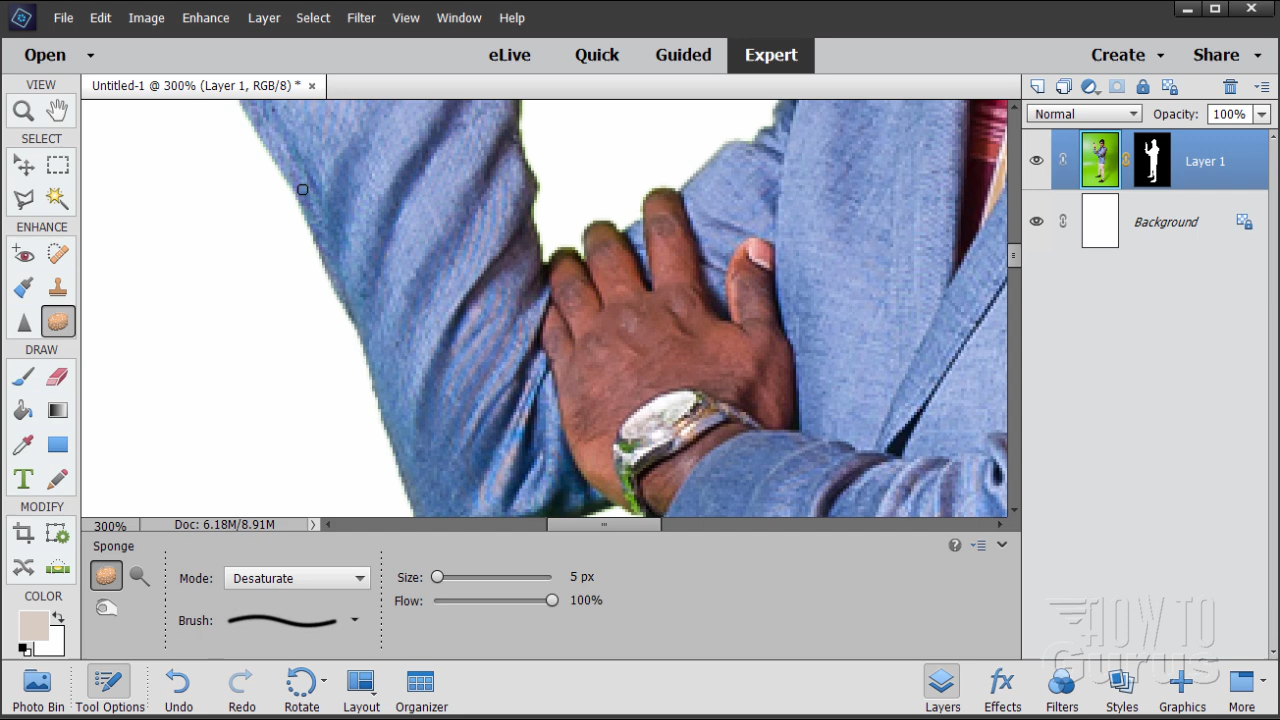 File Edit Image Enhance Layer Select Filter View Window Help
Open eLive Quick Guided Expert Create Share
VIEW
Untitled-1 @ 300% (Layer 1, RGB/8) *
Normal Opacity: 100%
SELECT
Layer 1
Background
ENHANCE
DRAW
T
MODIFY
300% Doc: 6.18M/8.91M
Sponge
Mode: Desaturate Size: 5 px
Flow: 100%
COLOR
Brush:
HOW TO
Gurus
Photo Bin Tool Options Undo Redo Rotate Layout Organizer Layers Effects Filters Styles Graphics More